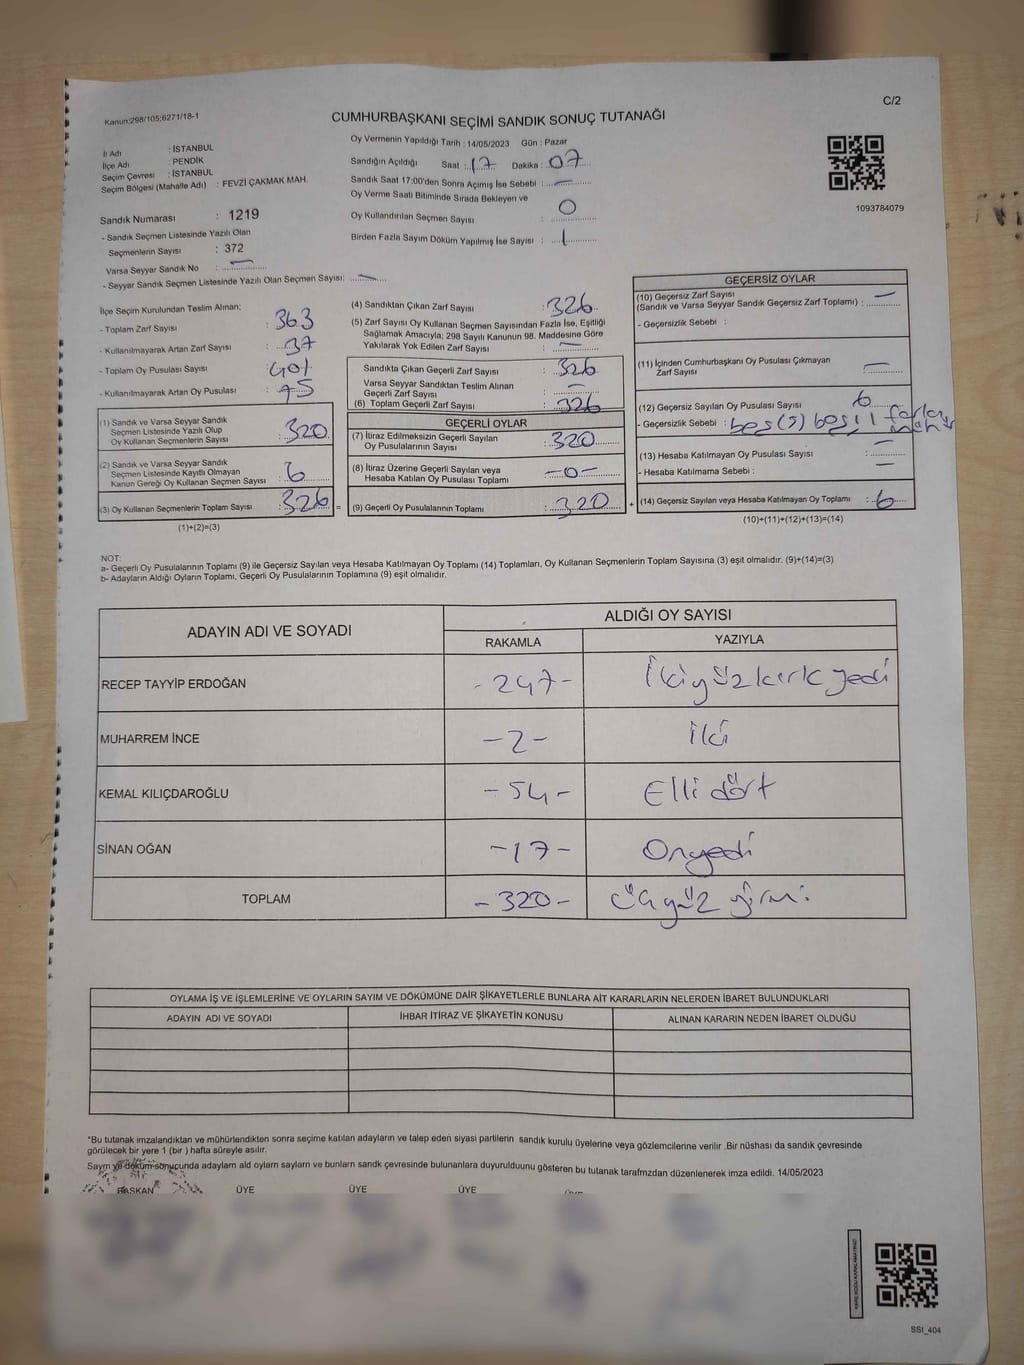 C/2
Kanun:298/105;6271/18-1
CUMHURBAŞKANI SEÇİMİ SANDIK SONUÇ TUTANAĞI
İl Adı : İSTANBUL
İlçe Adı : PENDİK
Seçim Çevresi : İSTANBUL
Seçim Bölgesi (Mahalle Adı) : FEVZİ ÇAKMAK MAH.
Sandık Numarası : 1219
- Sandık Seçmen Listesinde Yazılı Olan
Seçmenlerin Sayısı : 372
Varsa Seyyar Sandık No : —
- Seyyar Sandık Seçmen Listesinde Yazılı Olan Seçmen Sayısı: —
Oy Vermenin Yapıldığı Tarih : 14/05/2023 Gün : Pazar
Sandığın Açıldığı Saat : 17 Dakika : 07
Sandık Saat 17:00'den Sonra Açımış İse Sebebi : —
Oy Verme Saati Bitiminde Sırada Bekleyen ve
Oy Kullandırılan Seçmen Sayısı : 0
Birden Fazla Sayım Döküm Yapılmış İse Sayısı : 1
1093784079
İlçe Seçim Kurulundan Teslim Alınan;
- Toplam Zarf Sayısı : 363
- Kullanılmayarak Artan Zarf Sayısı : 37
- Toplam Oy Pusulası Sayısı : 401
- Kullanılmayarak Artan Oy Pusulası : 75
(1) Sandık ve Varsa Seyyar Sandık
Seçmen Listesinde Yazılı Olup
Oy Kullanan Seçmenlerin Sayısı : 320
(2) Sandık ve Varsa Seyyar Sandık
Seçmen Listesinde Kayıtlı Olmayan
Kanun Gereği Oy Kullanan Seçmen Sayısı : 6
(3) Oy Kullanan Seçmenlerin Toplam Sayısı : 326 =
(1)+(2)=(3)
(4) Sandıktan Çıkan Zarf Sayısı : 326
(5) Zarf Sayısı Oy Kullanan Seçmen Sayısından Fazla İse, Eşitliği
Sağlamak Amacıyla; 298 Sayılı Kanunun 98. Maddesine Göre
Yakılarak Yok Edilen Zarf Sayısı : —
Sandıkta Çıkan Geçerli Zarf Sayısı : 326
Varsa Seyyar Sandıktan Teslim Alınan
Geçerli Zarf Sayısı : —
(6) Toplam Geçerli Zarf Sayısı : 326
GEÇERLİ OYLAR
(7) İtiraz Edilmeksizin Geçerli Sayılan
Oy Pusulalarının Sayısı : 320
(8) İtiraz Üzerine Geçerli Sayılan veya
Hesaba Katılan Oy Pusulası Toplamı : -0-
(9) Geçerli Oy Pusulalarının Toplamı : 320 +
GEÇERSİZ OYLAR
(10) Geçersiz Zarf Sayısı
(Sandık ve Varsa Seyyar Sandık Geçersiz Zarf Toplamı) : —
- Geçersizlik Sebebi :
(11) İçinden Cumhurbaşkanı Oy Pusulası Çıkmayan
Zarf Sayısı : —
(12) Geçersiz Sayılan Oy Pusulası Sayısı 6
- Geçersizlik Sebebi : beş(5) boş
(13) Hesaba Katılmayan Oy Pusulası Sayısı : —
- Hesaba Katılmama Sebebi : —
(14) Geçersiz Sayılan veya Hesaba Katılmayan Oy Toplamı : 6
(10)+(11)+(12)+(13)=(14)
NOT:
a- Geçerli Oy Pusulalarının Toplamı (9) ile Geçersiz Sayılan veya Hesaba Katılmayan Oy Toplamı (14) Toplamları, Oy Kullanan Seçmenlerin Toplam Sayısına (3) eşit olmalıdır. (9)+(14)=(3)
b- Adayların Aldığı Oyların Toplamı, Geçerli Oy Pusulalarının Toplamına (9) eşit olmalıdır.
ADAYIN ADI VE SOYADI
ALDIĞI OY SAYISI
RAKAMLA YAZIYLA
RECEP TAYYİP ERDOĞAN -247- İkiyüzkırkyedi
MUHARREM İNCE -2- iki
KEMAL KILIÇDAROĞLU -54- Elli dört
SİNAN OĞAN -17- Onyedi
TOPLAM -320- üçyüz yirmi
OYLAMA İŞ VE İŞLEMLERİNE VE OYLARIN SAYIM VE DÖKÜMÜNE DAİR ŞİKAYETLERLE BUNLARA AİT KARARLARIN NELERDEN İBARET BULUNDUKLARI
ADAYIN ADI VE SOYADI İHBAR İTİRAZ VE ŞİKAYETİN KONUSU ALINAN KARARIN NEDEN İBARET OLDUĞU
*Bu tutanak imzalandıktan ve mühürlendikten sonra seçime katılan adayların ve talep eden siyasi partilerin sandık kurulu üyelerine veya gözlemcilerine verilir .Bir nüshası da sandık çevresinde
görülecek bir yere 1 (bir ) hafta süreyle asılır.
Sayım ve döküm sonucunda adayların ald oyların sayları ve bunların sandk çevresinde bulunanlara duyurulduunu gösteren bu tutanak tarafmzdan düzenlenerek imza edildi. 14/05/2023
BAŞKAN ÜYE ÜYE ÜYE
SSI_404